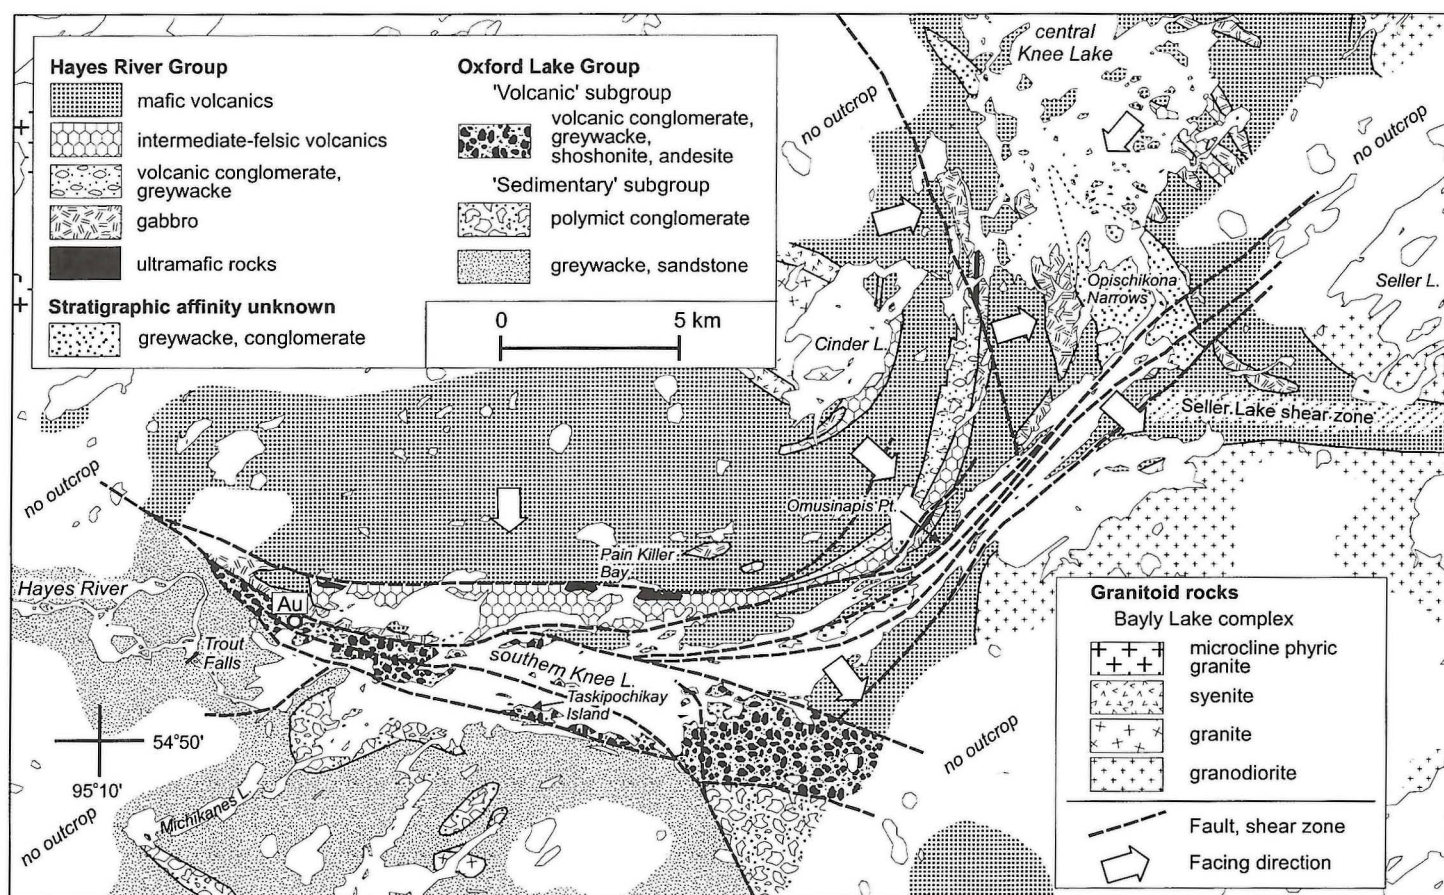 Hayes River Group
mafic volcanics
intermediate-felsic volcanics
volcanic conglomerate,
greywacke
gabbro
ultramafic rocks
Stratigraphic affinity unknown
greywacke, conglomerate
Oxford Lake Group
'Volcanic' subgroup
volcanic conglomerate,
greywacke,
shoshonite, andesite
'Sedimentary' subgroup
polymict conglomerate
greywacke, sandstone
0 5 km
central
Knee Lake
no outcrop
no outcrop
Opischikona
Narrows
Seller L.
Cinder L.
Seller Lake shear zone
no outcrop
Omusinapis Pt.
Pain Killer
Bay
Hayes River
Au
Trout
Falls
southern Knee L.
Taskipochikay
Island
54°50'
95°10'
Michikanes L.
no outcrop
no outcrop
Granitoid rocks
Bayly Lake complex
microcline phyric
granite
syenite
granite
granodiorite
Fault, shear zone
Facing direction